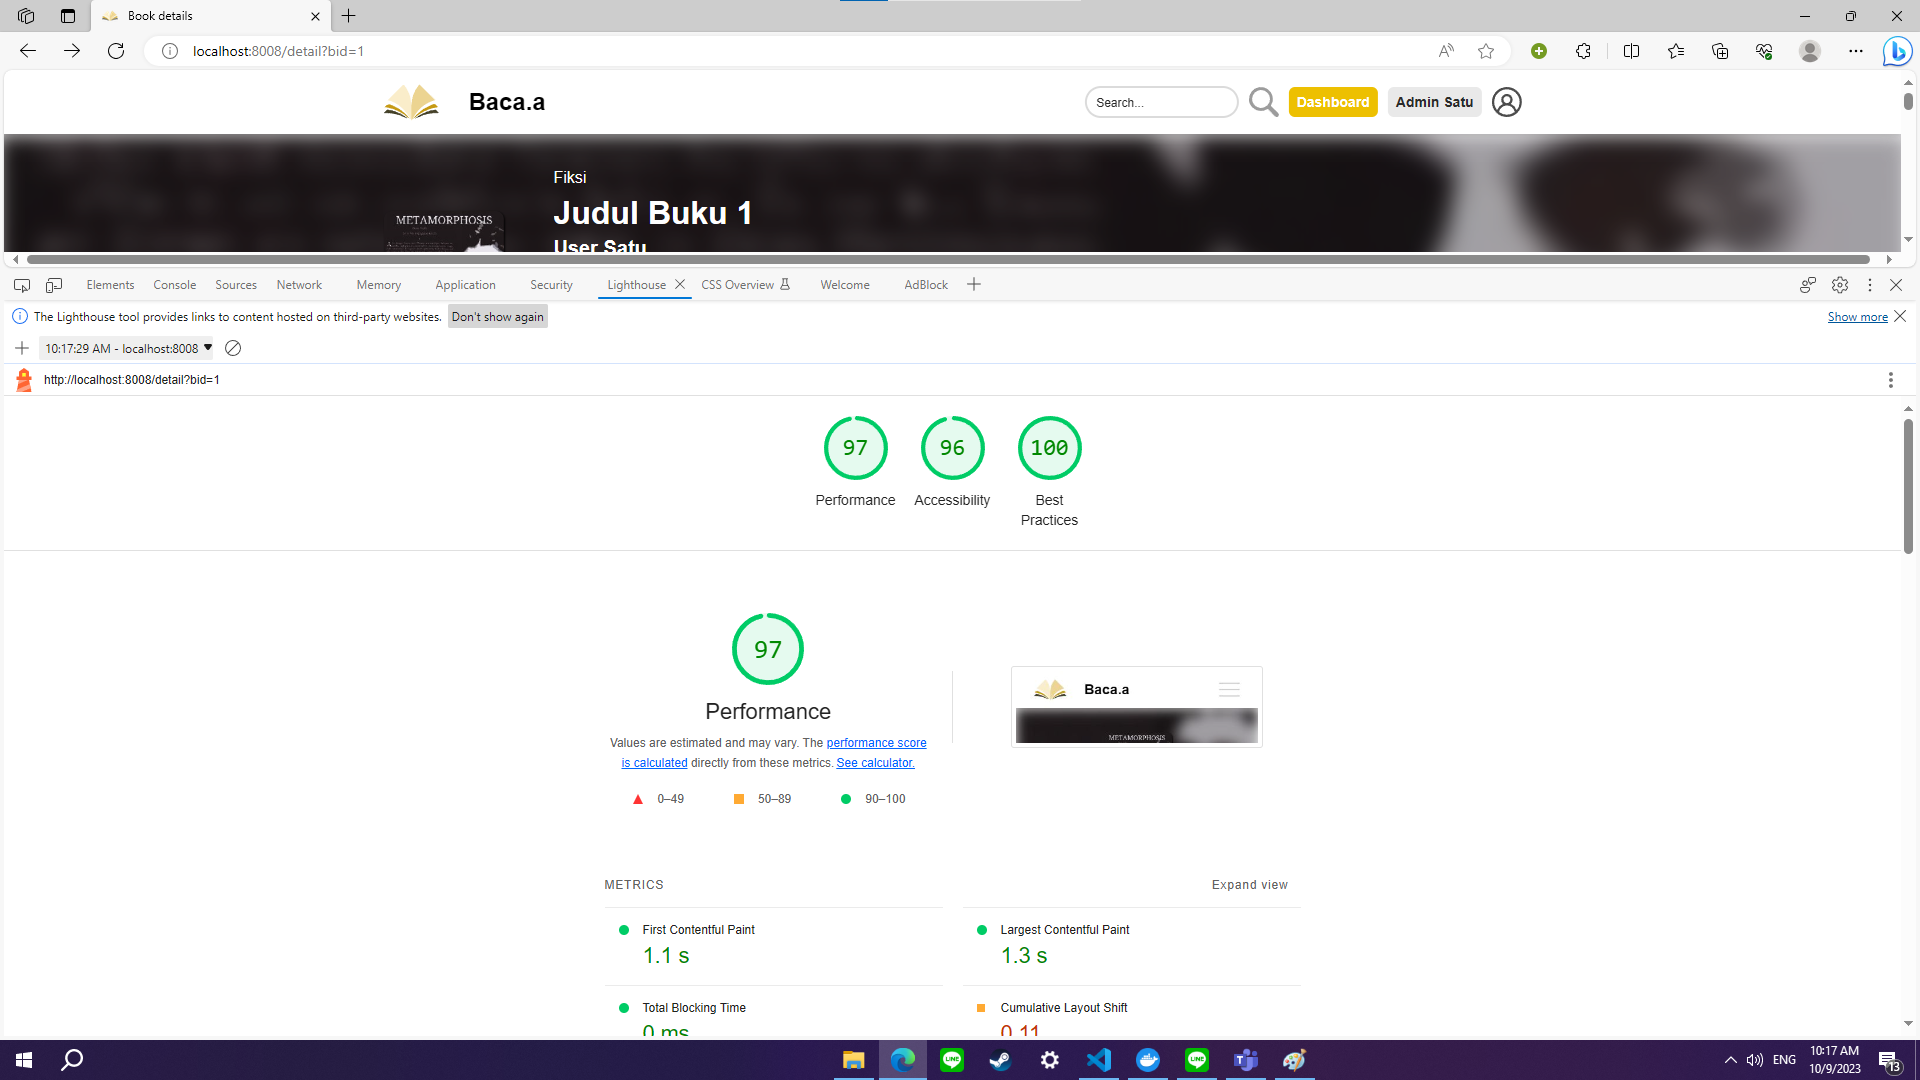 Book details
localhost:8008/detail?bid=1
Baca.a
Search...
Dashboard
Admin Satu
Fiksi
Judul Buku 1
User Satu
METAMORPHOSIS
Elements Console Sources Network Memory Application Security Lighthouse CSS Overview Welcome AdBlock
The Lighthouse tool provides links to content hosted on third-party websites. Don't show again
Show more
10:17:29 AM - localhost:8008
http://localhost:8008/detail?bid=1
97 96 100
Performance Accessibility Best
Practices
97
Performance
Values are estimated and may vary. The performance score
is calculated directly from these metrics. See calculator.
0–49 50–89 90–100
Baca.a
METAMORPHOSIS
METRICS
Expand view
First Contentful Paint
1.1 s
Largest Contentful Paint
1.3 s
Total Blocking Time
0 ms
Cumulative Layout Shift
0.11
ENG
10:17 AM
10/9/2023
13